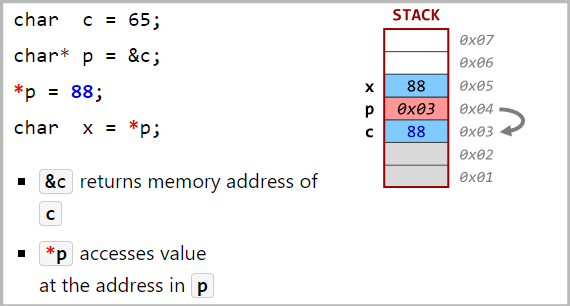 char  c = 65;
char* p = &c;
*p = 88;
char  x = *p;
&c returns memory address of
c
*p accesses value
at the address in p
STACK
0x07
0x06
x 88 0x05
p 0x03 0x04
c 88 0x03
0x02
0x01